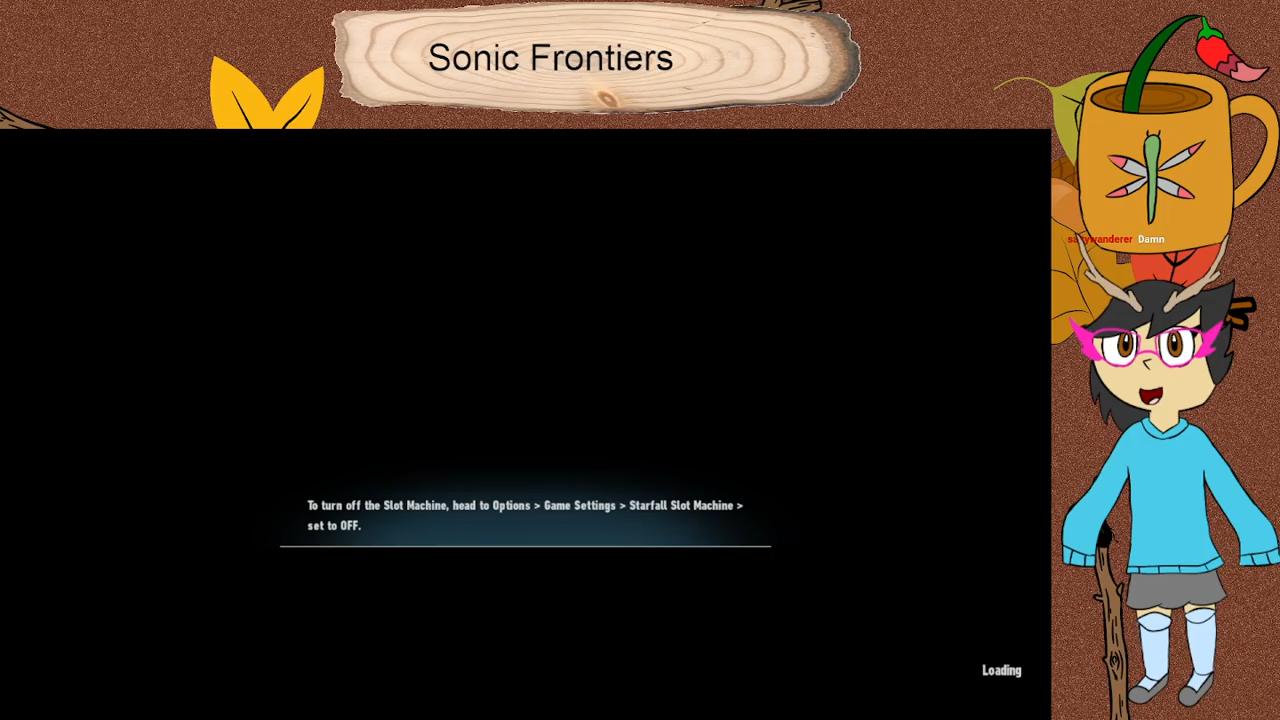 Sonic Frontiers
Damn
To turn off the Slot Machine, head to Options > Game Settings > Starfall Slot Machine >
set to OFF.
Loading